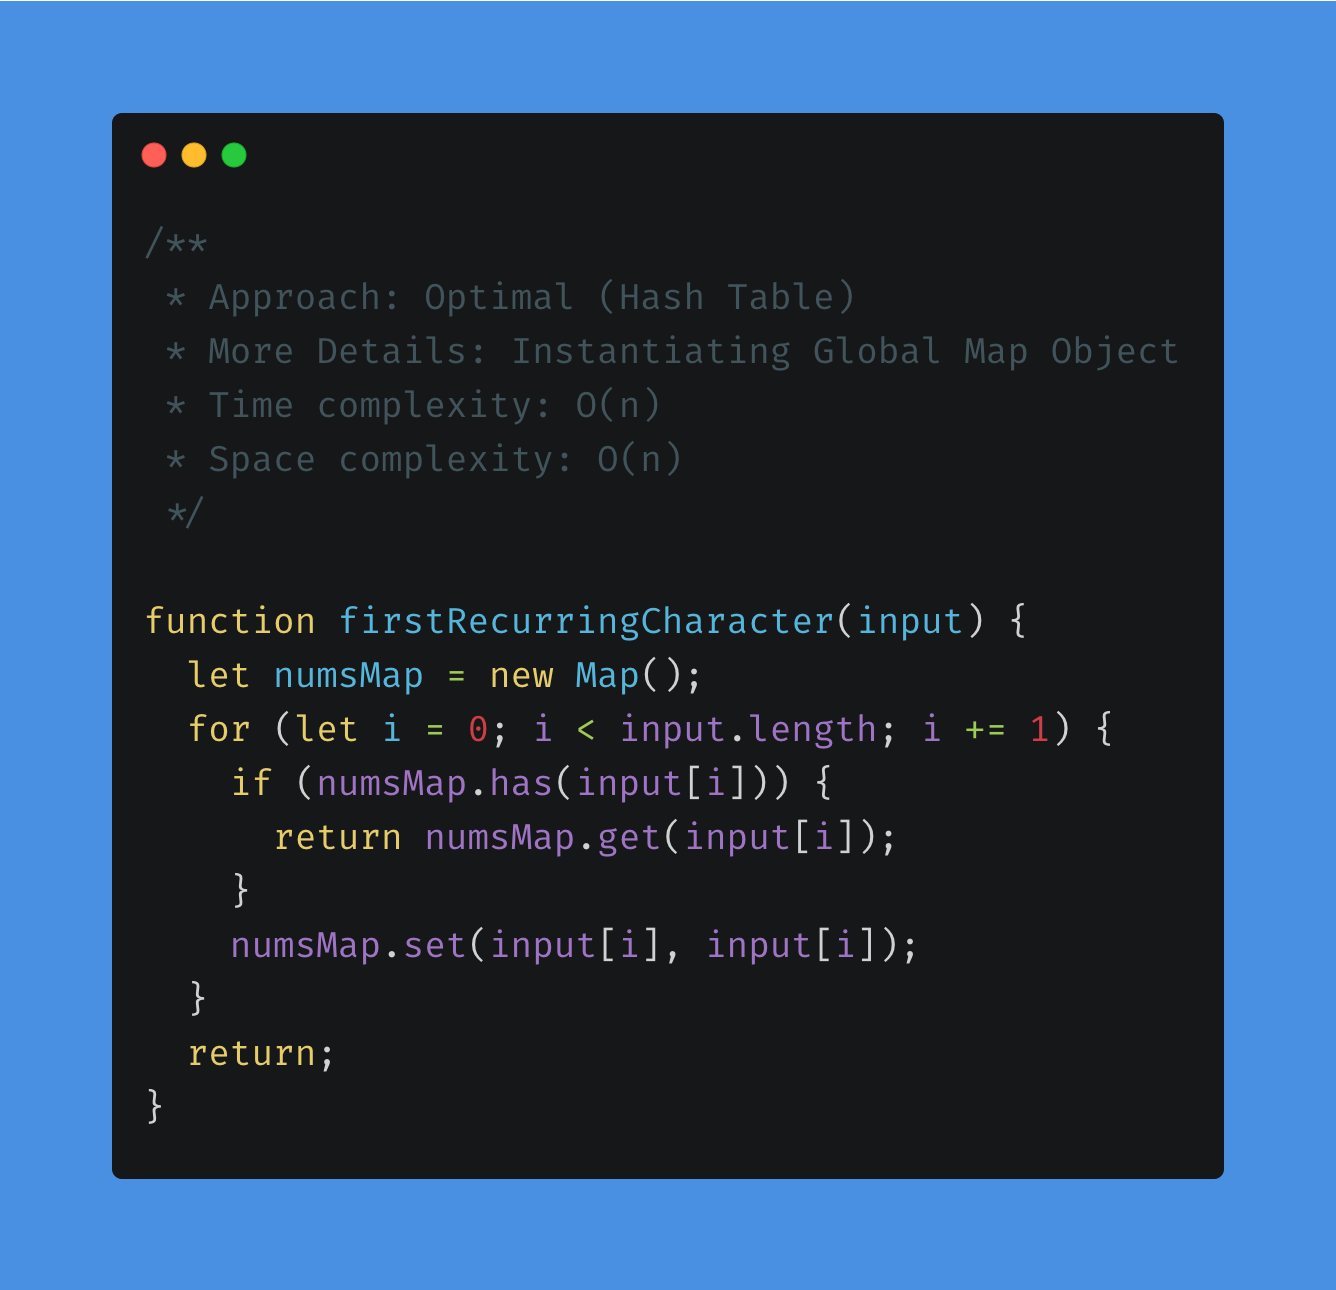 /**
 * Approach: Optimal (Hash Table)
 * More Details: Instantiating Global Map Object
 * Time complexity: O(n)
 * Space complexity: O(n)
 */

function firstRecurringCharacter(input) {
  let numsMap = new Map();
  for (let i = 0; i < input.length; i += 1) {
    if (numsMap.has(input[i])) {
      return numsMap.get(input[i]);
    }
    numsMap.set(input[i], input[i]);
  }
  return;
}